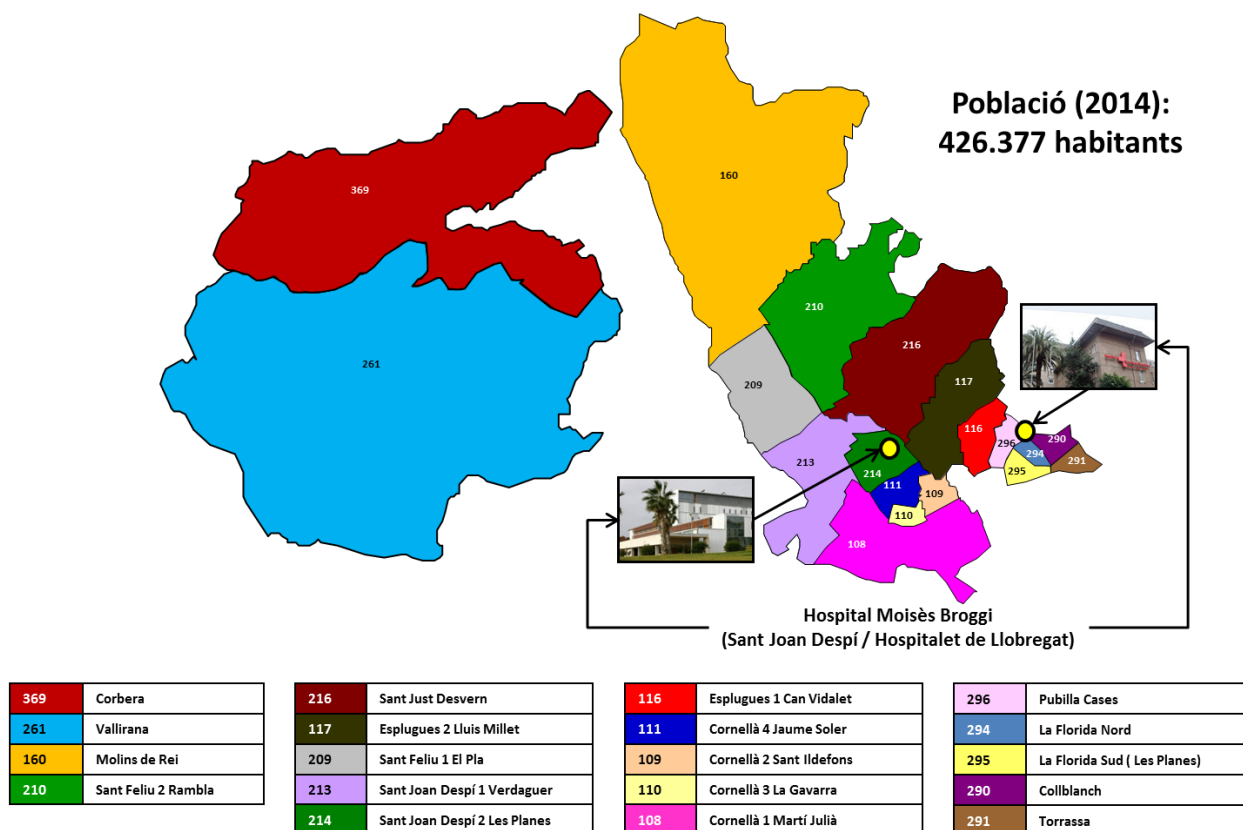 Població (2014):
426.377 habitants
369
160
210
216
261
117
209
116
296
290
294
291
295
213
214
111
109
110
108
Hospital Moisès Broggi
(Sant Joan Despí / Hospitalet de Llobregat)
369 Corbera
261 Vallirana
160 Molins de Rei
210 Sant Feliu 2 Rambla
216 Sant Just Desvern
117 Esplugues 2 Lluis Millet
209 Sant Feliu 1 El Pla
213 Sant Joan Despí 1 Verdaguer
214 Sant Joan Despí 2 Les Planes
116 Esplugues 1 Can Vidalet
111 Cornellà 4 Jaume Soler
109 Cornellà 2 Sant Ildefons
110 Cornellà 3 La Gavarra
108 Cornellà 1 Martí Julià
296 Pubilla Cases
294 La Florida Nord
295 La Florida Sud ( Les Planes)
290 Collblanch
291 Torrassa